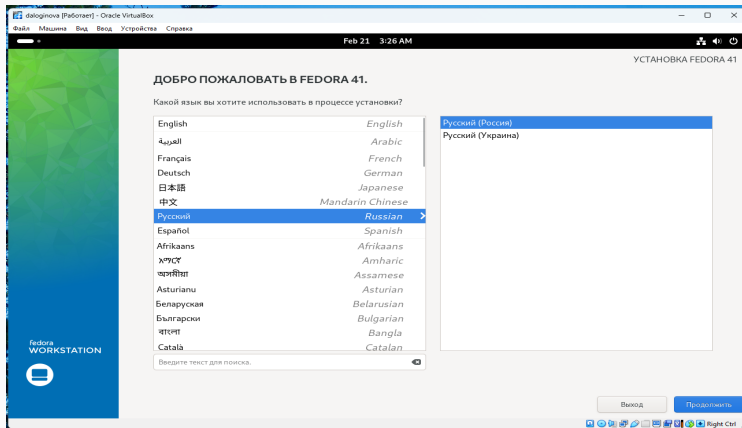 daloginova [Работает] - Oracle VirtualBox
Файл Машина Вид Ввод Устройства Справка
Feb 21 3:26 AM
УСТАНОВКА FEDORA 41
ДОБРО ПОЖАЛОВАТЬ В FEDORA 41.
Какой язык вы хотите использовать в процессе установки?
English English
العربية Arabic
Français French
Deutsch German
日本語 Japanese
中文 Mandarin Chinese
Русский Russian
Español Spanish
Afrikaans Afrikaans
አማርኛ Amharic
অসমীয়া Assamese
Asturianu Asturian
Беларуская Belarusian
Български Bulgarian
বাংলা Bangla
Català Catalan
Русский (Россия)
Русский (Украина)
Введите текст для поиска.
fedora
WORKSTATION
Выход Продолжить
Right Ctrl